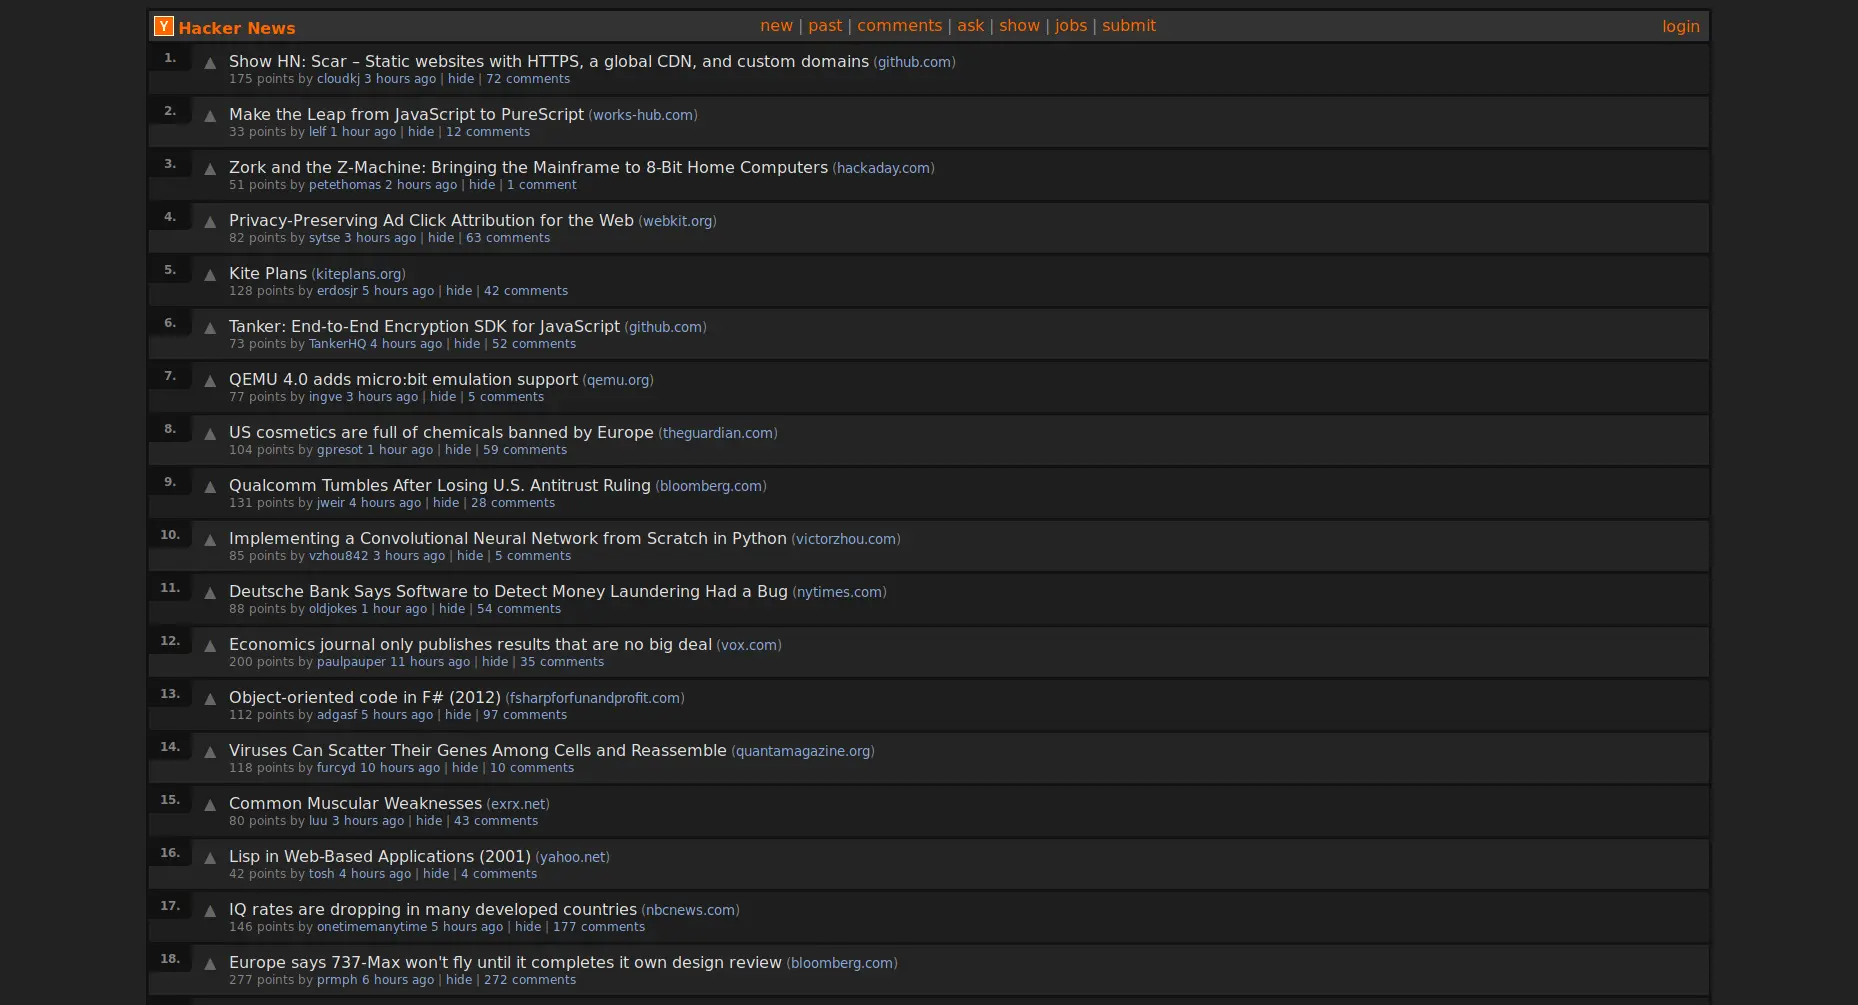 Y Hacker News new | past | comments | ask | show | jobs | submit login
1. ▲ Show HN: Scar – Static websites with HTTPS, a global CDN, and custom domains (github.com)
175 points by cloudkj 3 hours ago | hide | 72 comments
2. ▲ Make the Leap from JavaScript to PureScript (works-hub.com)
33 points by lelf 1 hour ago | hide | 12 comments
3. ▲ Zork and the Z-Machine: Bringing the Mainframe to 8-Bit Home Computers (hackaday.com)
51 points by petethomas 2 hours ago | hide | 1 comment
4. ▲ Privacy-Preserving Ad Click Attribution for the Web (webkit.org)
82 points by sytse 3 hours ago | hide | 63 comments
5. ▲ Kite Plans (kiteplans.org)
128 points by erdosjr 5 hours ago | hide | 42 comments
6. ▲ Tanker: End-to-End Encryption SDK for JavaScript (github.com)
73 points by TankerHQ 4 hours ago | hide | 52 comments
7. ▲ QEMU 4.0 adds micro:bit emulation support (qemu.org)
77 points by ingve 3 hours ago | hide | 5 comments
8. ▲ US cosmetics are full of chemicals banned by Europe (theguardian.com)
104 points by gpresot 1 hour ago | hide | 59 comments
9. ▲ Qualcomm Tumbles After Losing U.S. Antitrust Ruling (bloomberg.com)
131 points by jweir 4 hours ago | hide | 28 comments
10. ▲ Implementing a Convolutional Neural Network from Scratch in Python (victorzhou.com)
85 points by vzhou842 3 hours ago | hide | 5 comments
11. ▲ Deutsche Bank Says Software to Detect Money Laundering Had a Bug (nytimes.com)
88 points by oldjokes 1 hour ago | hide | 54 comments
12. ▲ Economics journal only publishes results that are no big deal (vox.com)
200 points by paulpauper 11 hours ago | hide | 35 comments
13. ▲ Object-oriented code in F# (2012) (fsharpforfunandprofit.com)
112 points by adgasf 5 hours ago | hide | 97 comments
14. ▲ Viruses Can Scatter Their Genes Among Cells and Reassemble (quantamagazine.org)
118 points by furcyd 10 hours ago | hide | 10 comments
15. ▲ Common Muscular Weaknesses (exrx.net)
80 points by luu 3 hours ago | hide | 43 comments
16. ▲ Lisp in Web-Based Applications (2001) (yahoo.net)
42 points by tosh 4 hours ago | hide | 4 comments
17. ▲ IQ rates are dropping in many developed countries (nbcnews.com)
146 points by onetimemanytime 5 hours ago | hide | 177 comments
18. ▲ Europe says 737-Max won't fly until it completes it own design review (bloomberg.com)
277 points by prmph 6 hours ago | hide | 272 comments